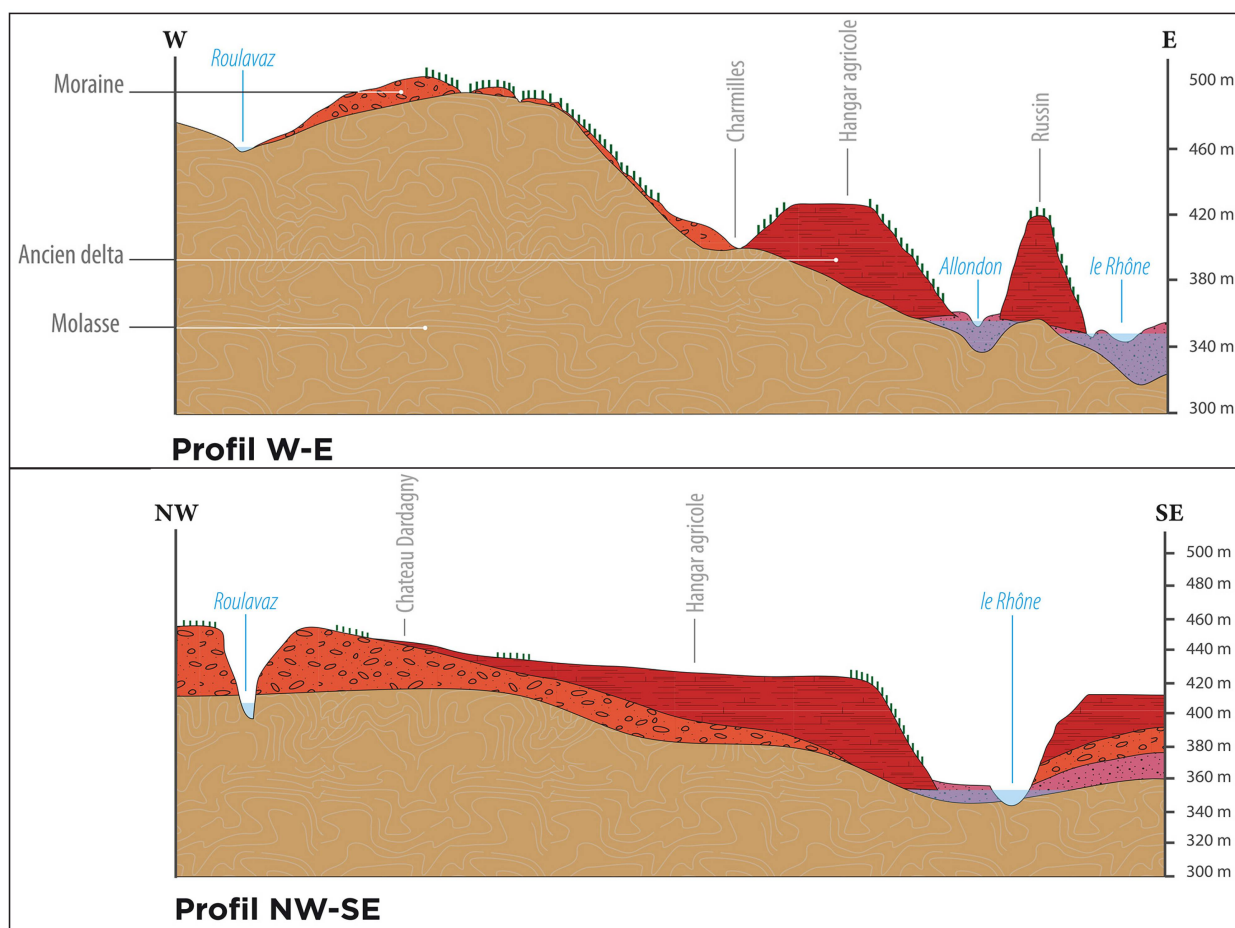 W
E
Roulavaz
Charmilles
Hangar agricole
Russin
Moraine
500 m
460 m
420 m
Ancien delta
Allondon
le Rhône
380 m
Molasse
340 m
300 m
Profil W-E
NW
SE
Chateau Dardagny
Hangar agricole
Roulavaz
le Rhône
500 m
480 m
460 m
440 m
420 m
400 m
380 m
360 m
340 m
320 m
300 m
Profil NW-SE